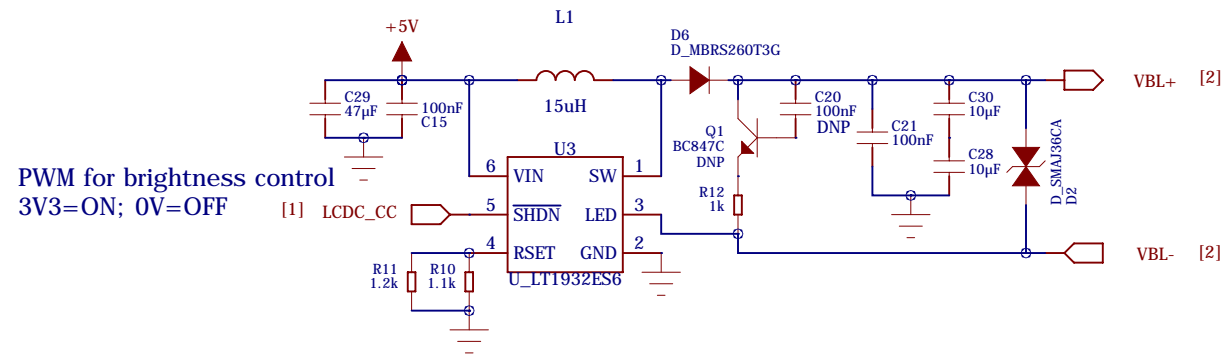 L1
+5V
D6
D_MBRS260T3G
VBL+ [2]
15uH
C29
47µF
100nF
C15
C20
100nF
DNP
C30
10µF
Q1
BC847C
DNP
C21
100nF
U3
C28
10µF
PWM for brightness control
3V3=ON; 0V=OFF
6 VIN SW 1
R12
1k
D_SMAJ36CA
D2
[1] LCDC_CC
5 SHDN LED 3
4 RSET GND 2
VBL- [2]
R11
1.2k
R10
1.1k
U_LT1932ES6